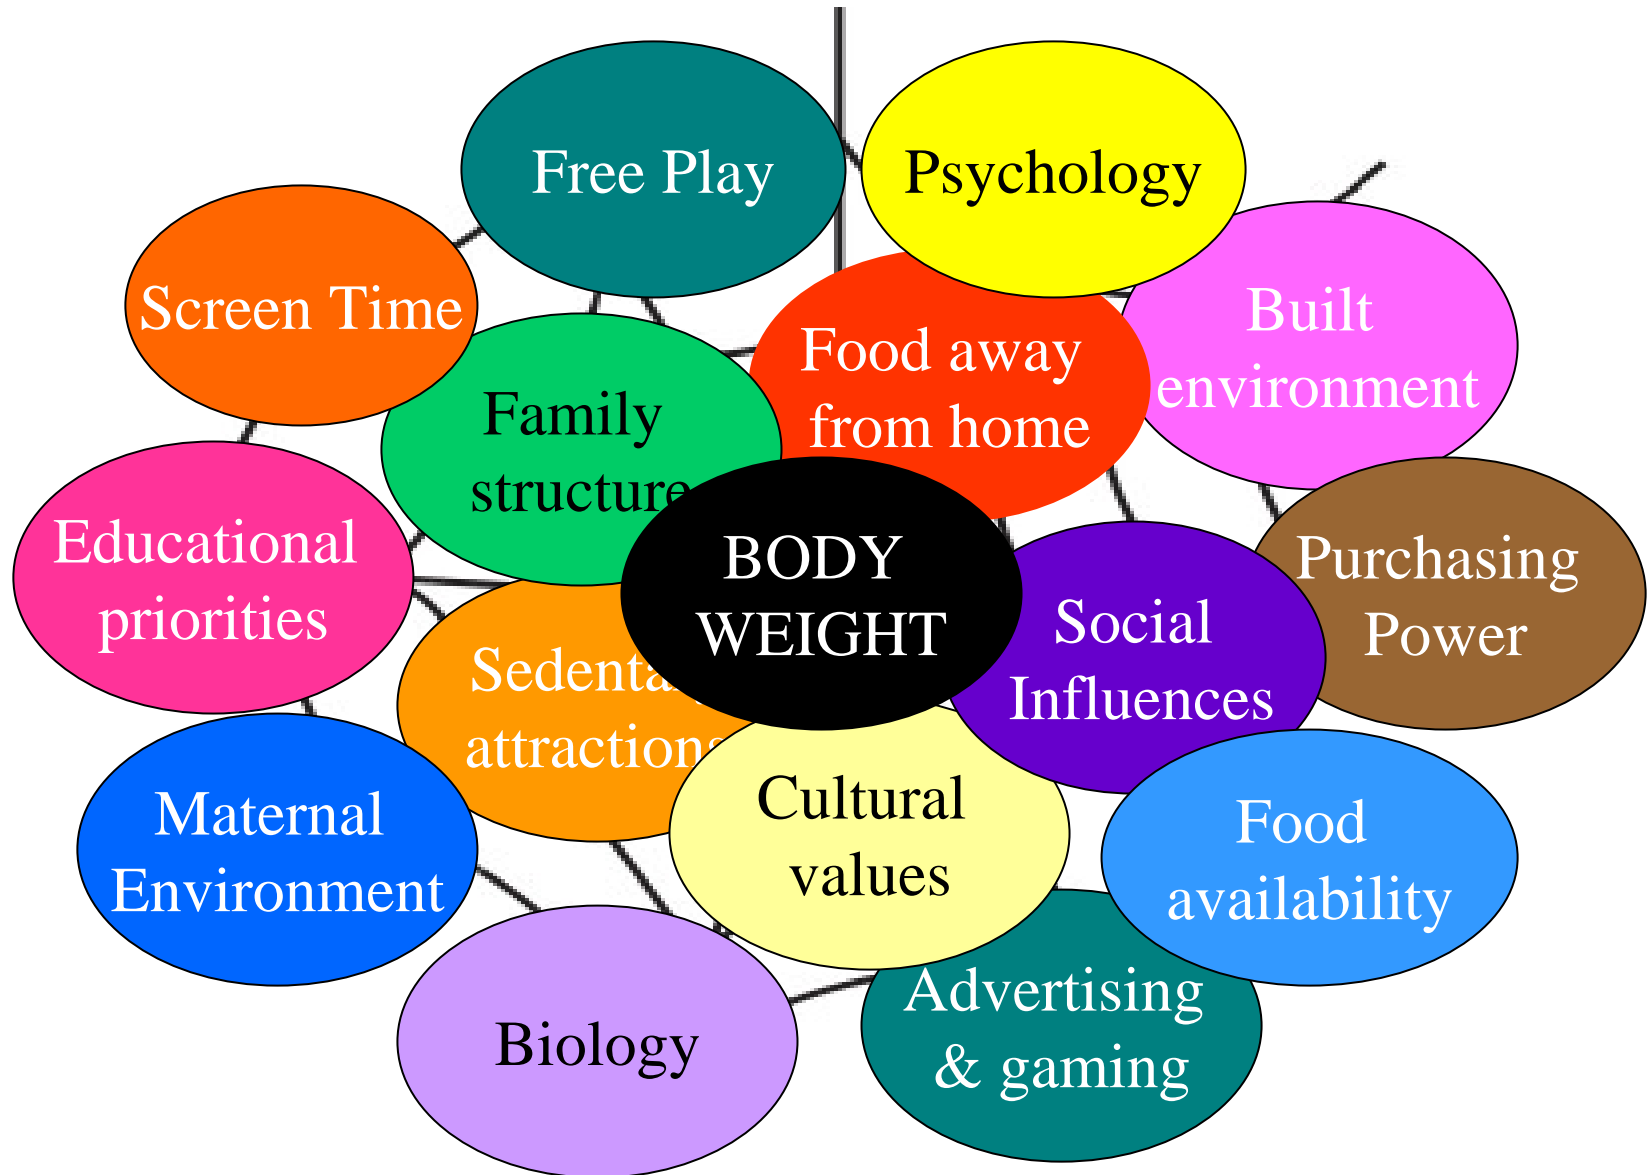 Free Play
Psychology
Screen Time
Built
environment
Food away
from home
Family
structure
Educational
priorities
BODY
WEIGHT
Purchasing
Power
Social
Influences
Sedenta
attractions
Maternal
Environment
Cultural
values
Food
availability
Biology
Advertising
& gaming